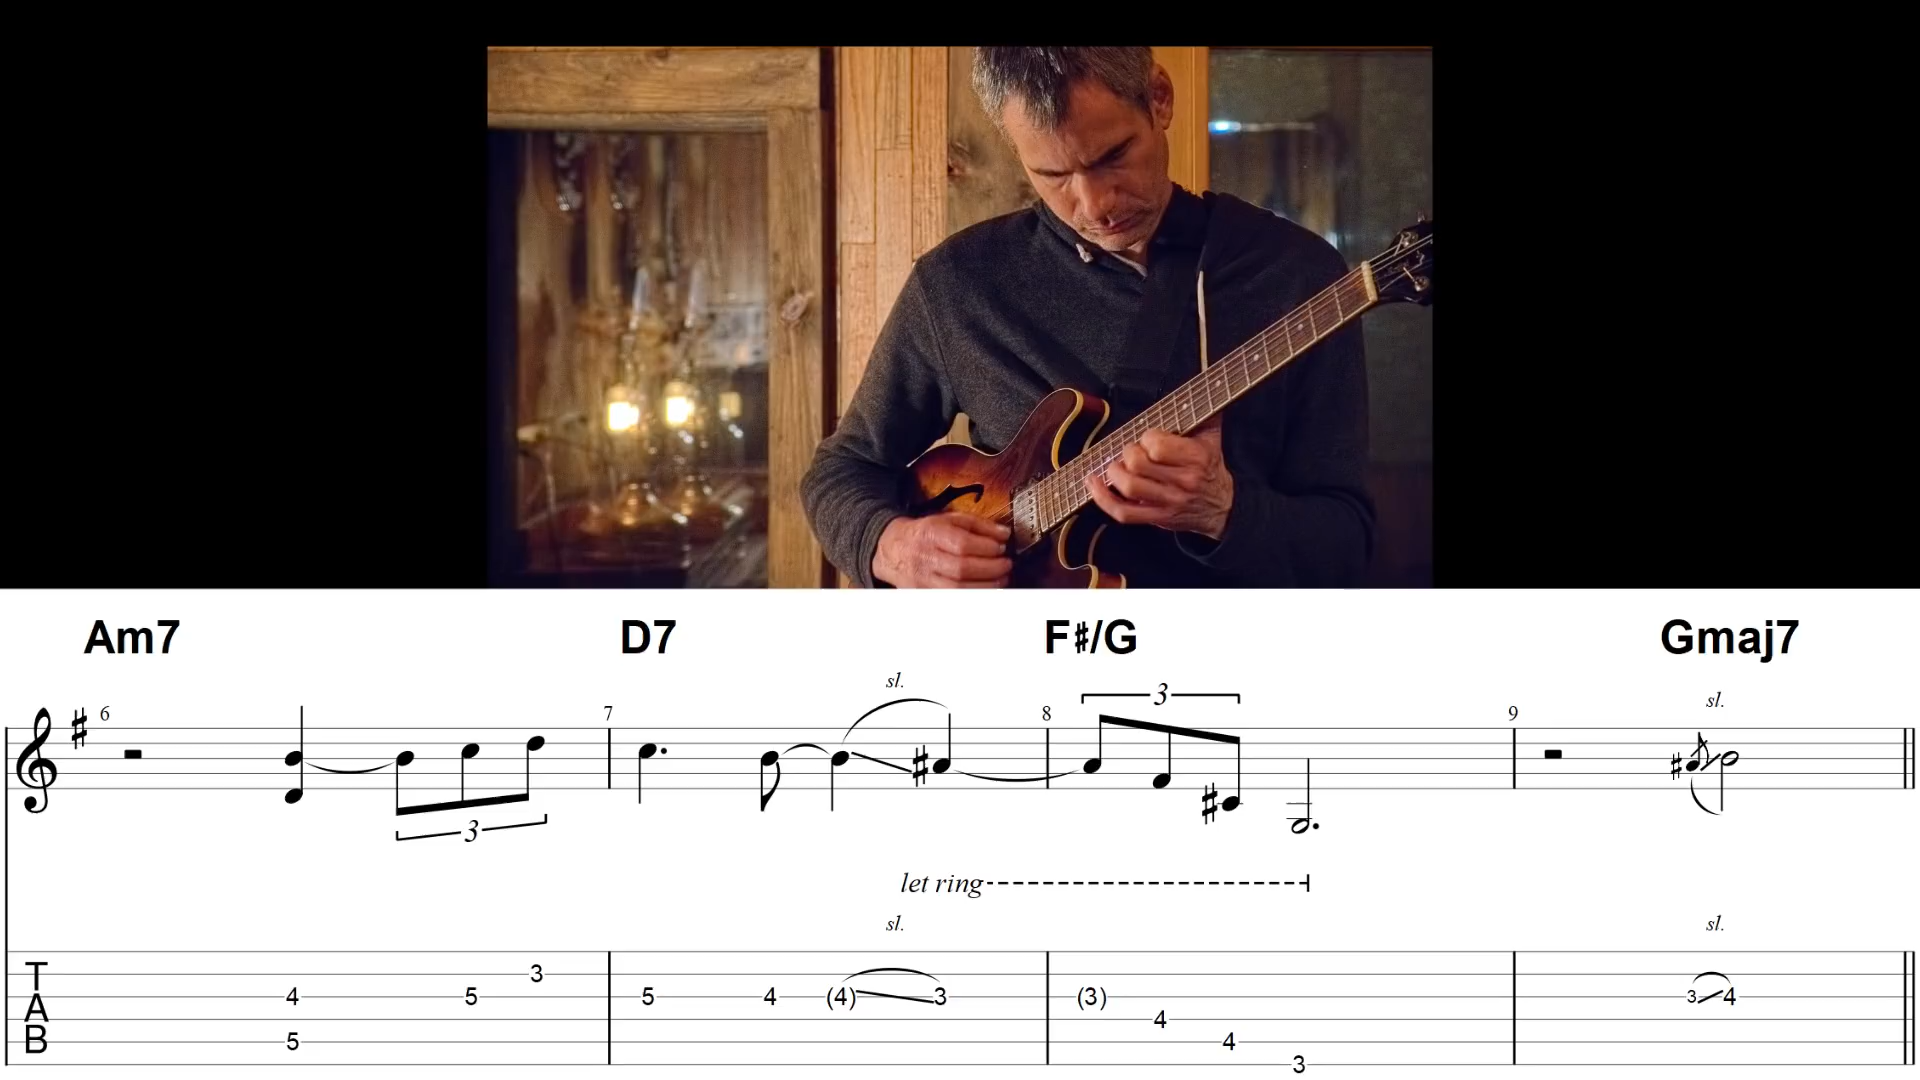 Am7 D7 F♯/G Gmaj7
sl.
6 7 8 3 9 sl.
3
let ring
sl. sl.
T 3
A 4 5 5 4 (4) 3 (3) 3 4
4
B 5 4
3